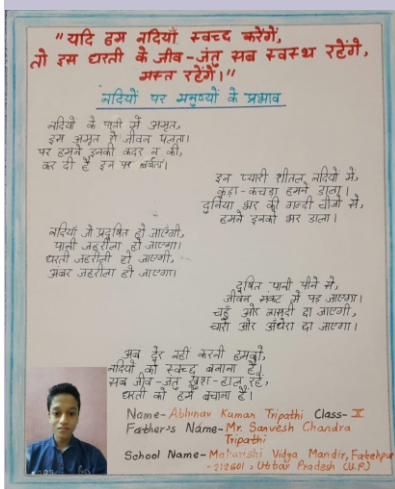 "यदि हम नदियाँ स्वच्छ करेंगे,
तो इस धरती के जीव-जंतु सब स्वस्थ रहेंगे,
मस्त रहेंगे।"
नदियों पर मनुष्यों के प्रभाव
नदियों के पानी में अमृत,
इस अमृत से जीवन पलता।
पर हमने इनकी कदर न की,
कर दी है इन पर बर्बरता।
इन प्यारी शीतल नदियों में,
कूड़ा-कचड़ा हमने डाला।
दुनिया भर की गन्दी चीजों से,
हमने इनको भर डाला।
नदियाँ जो प्रदूषित हो जाएंगी,
पानी जहरीला हो जाएगा।
धरती जहरीली हो जाएगी,
अंबर जहरीला हो जाएगा।
दूषित पानी पीने से,
जीवन संकट में पड़ जाएगा।
चहुँ ओर त्रासदी छा जाएगी,
चारों ओर अँधेरा छा जाएगा।
अब देर नहीं करनी हमको,
नदियों को स्वच्छ बनाना है।
सब जीव-जंतु खुश-हाल रहें,
धरती को हमें बचाना है।
Name- Abhinav Kumar Tripathi Class- X
Father's Name- Mr. Sarvesh Chandra
Tripathi
School Name- Maharshi Vidya Mandir, Fatehpur
-212601, Uttar Pradesh (U.P.)